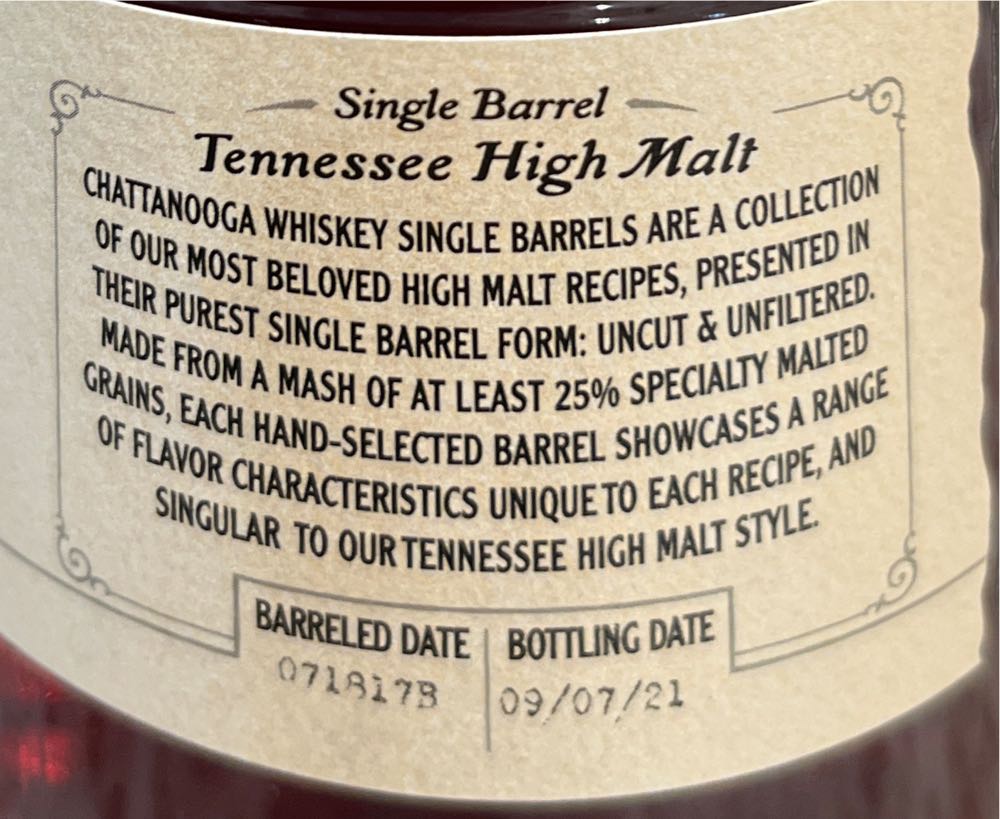 Single Barrel
Tennessee High Malt
CHATTANOOGA WHISKEY SINGLE BARRELS ARE A COLLECTION
OF OUR MOST BELOVED HIGH MALT RECIPES, PRESENTED IN
THEIR PUREST SINGLE BARREL FORM: UNCUT & UNFILTERED.
MADE FROM A MASH OF AT LEAST 25% SPECIALTY MALTED
GRAINS, EACH HAND-SELECTED BARREL SHOWCASES A RANGE
OF FLAVOR CHARACTERISTICS UNIQUE TO EACH RECIPE, AND
SINGULAR TO OUR TENNESSEE HIGH MALT STYLE.
BARRELED DATE BOTTLING DATE
071817B 09/07/21